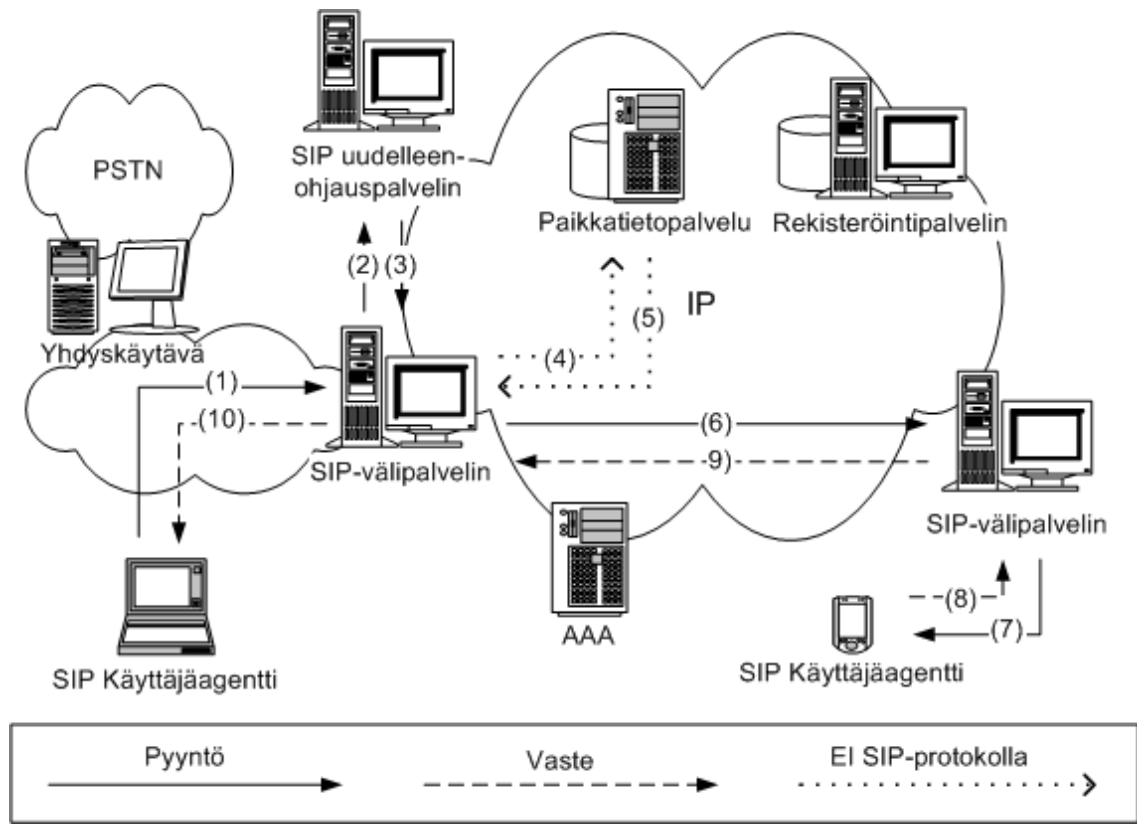 SIP uudelleen-
ohjauspalvelin
PSTN
Paikkatietopalvelu
Rekisteröintipalvelin
(2)
(3)
IP
(5)
Yhdyskäytävä
(4)
(1)
(10)
(6)
SIP-välipalvelin
9)
SIP-välipalvelin
(8)
(7)
AAA
SIP Käyttäjäagentti
SIP Käyttäjäagentti
Pyyntö
Vaste
EI SIP-protokolla